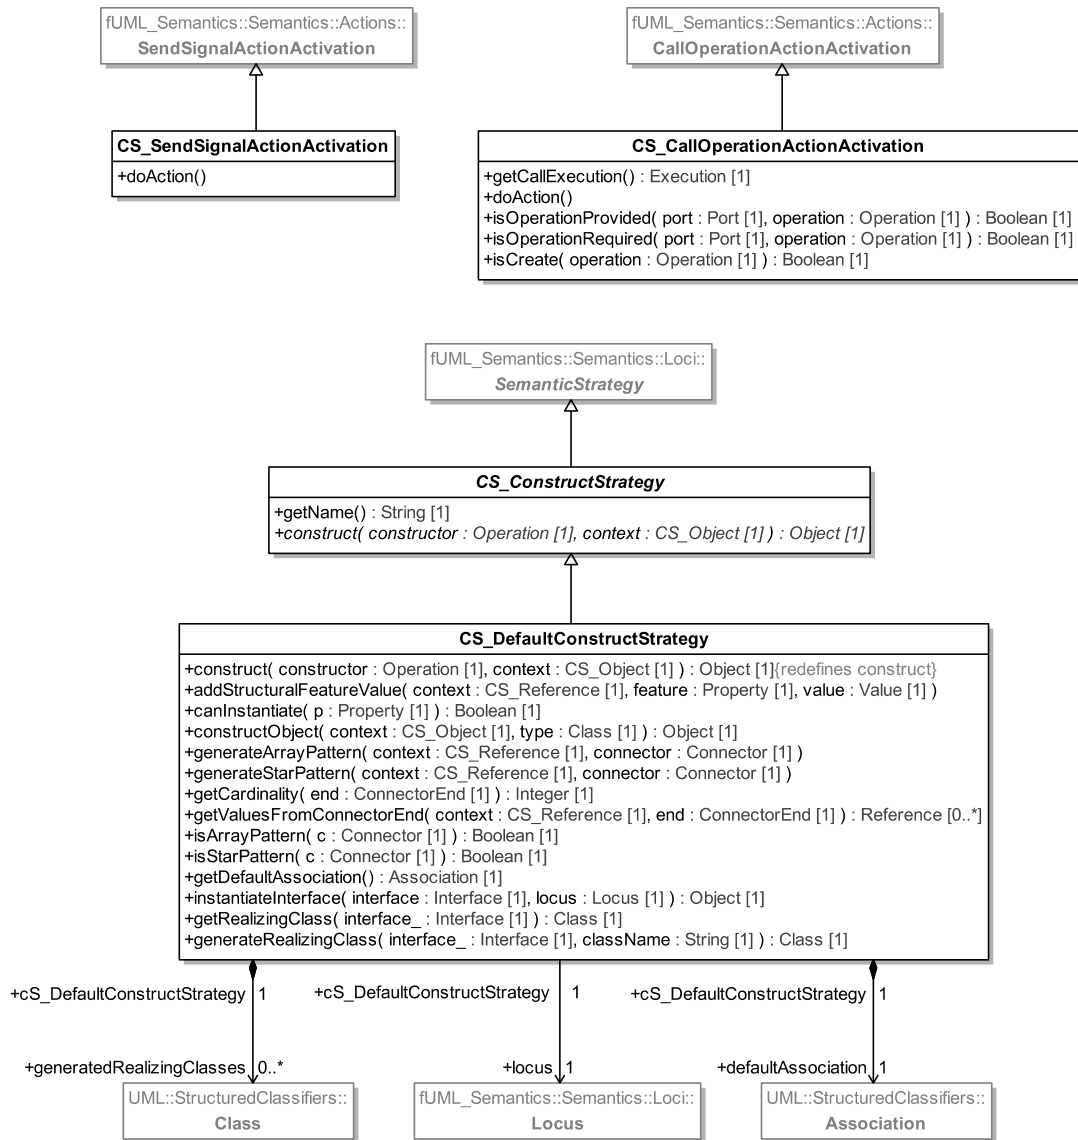 fUML_Semantics::Semantics::Actions::
SendSignalActionActivation
fUML_Semantics::Semantics::Actions::
CallOperationActionActivation
CS_SendSignalActionActivation
+doAction()
CS_CallOperationActionActivation
+getCallExecution() : Execution [1]
+doAction()
+isOperationProvided( port : Port [1], operation : Operation [1] ) : Boolean [1]
+isOperationRequired( port : Port [1], operation : Operation [1] ) : Boolean [1]
+isCreate( operation : Operation [1] ) : Boolean [1]
fUML_Semantics::Semantics::Loci::
SemanticStrategy
CS_ConstructStrategy
+getName() : String [1]
+construct( constructor : Operation [1], context : CS_Object [1] ) : Object [1]
CS_DefaultConstructStrategy
+construct( constructor : Operation [1], context : CS_Object [1] ) : Object [1]{redefines construct}
+addStructuralFeatureValue( context : CS_Reference [1], feature : Property [1], value : Value [1] )
+canInstantiate( p : Property [1] ) : Boolean [1]
+constructObject( context : CS_Object [1], type : Class [1] ) : Object [1]
+generateArrayPattern( context : CS_Reference [1], connector : Connector [1] )
+generateStarPattern( context : CS_Reference [1], connector : Connector [1] )
+getCardinality( end : ConnectorEnd [1] ) : Integer [1]
+getValuesFromConnectorEnd( context : CS_Reference [1], end : ConnectorEnd [1] ) : Reference [0..*]
+isArrayPattern( c : Connector [1] ) : Boolean [1]
+isStarPattern( c : Connector [1] ) : Boolean [1]
+getDefaultAssociation() : Association [1]
+instantiateInterface( interface : Interface [1], locus : Locus [1] ) : Object [1]
+getRealizingClass( interface_ : Interface [1] ) : Class [1]
+generateRealizingClass( interface_ : Interface [1], className : String [1] ) : Class [1]
+cS_DefaultConstructStrategy 1
+cS_DefaultConstructStrategy 1
+cS_DefaultConstructStrategy 1
+generatedRealizingClasses 0..*
+locus 1
+defaultAssociation 1
UML::StructuredClassifiers::
Class
fUML_Semantics::Semantics::Loci::
Locus
UML::StructuredClassifiers::
Association